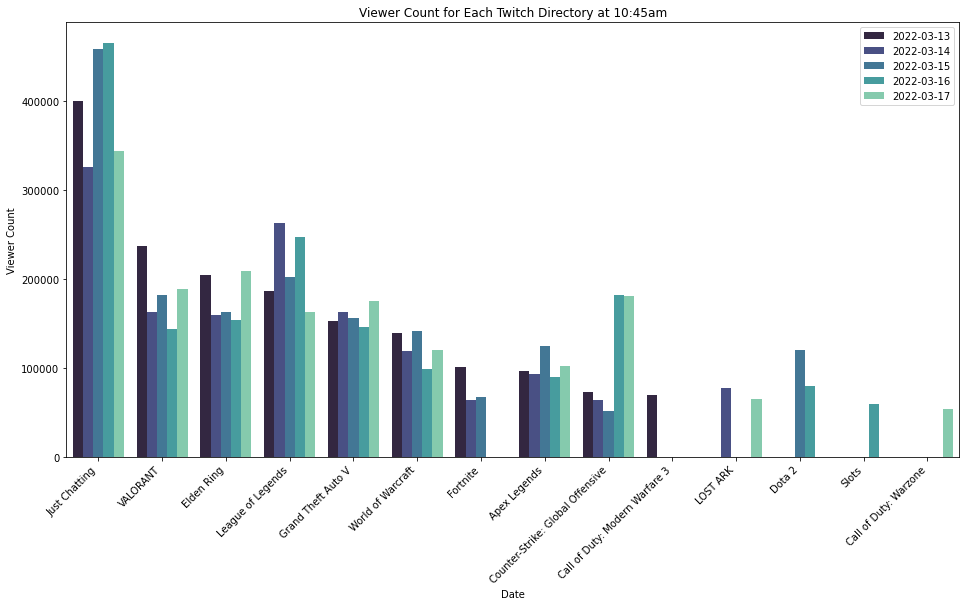 Viewer Count for Each Twitch Directory at 10:45am
2022-03-13
2022-03-14
2022-03-15
2022-03-16
2022-03-17
Viewer Count
400000
300000
200000
100000
0
Just Chatting
VALORANT
Elden Ring
League of Legends
Grand Theft Auto V
World of Warcraft
Fortnite
Apex Legends
Counter-Strike: Global Offensive
Call of Duty: Modern Warfare 3
LOST ARK
Dota 2
Slots
Call of Duty: Warzone
Date